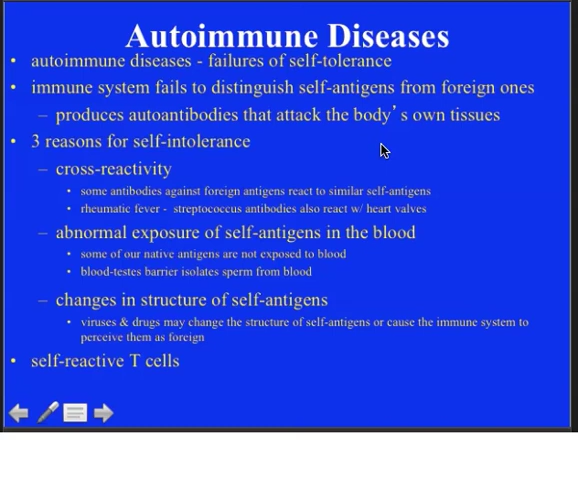 Autoimmune Diseases
• autoimmune diseases - failures of self-tolerance
• immune system fails to distinguish self-antigens from foreign ones
– produces autoantibodies that attack the body’s own tissues
• 3 reasons for self-intolerance
– cross-reactivity
• some antibodies against foreign antigens react to similar self-antigens
• rheumatic fever - streptococcus antibodies also react w/ heart valves
– abnormal exposure of self-antigens in the blood
• some of our native antigens are not exposed to blood
• blood-testes barrier isolates sperm from blood
– changes in structure of self-antigens
• viruses & drugs may change the structure of self-antigens or cause the immune system to
perceive them as foreign
• self-reactive T cells